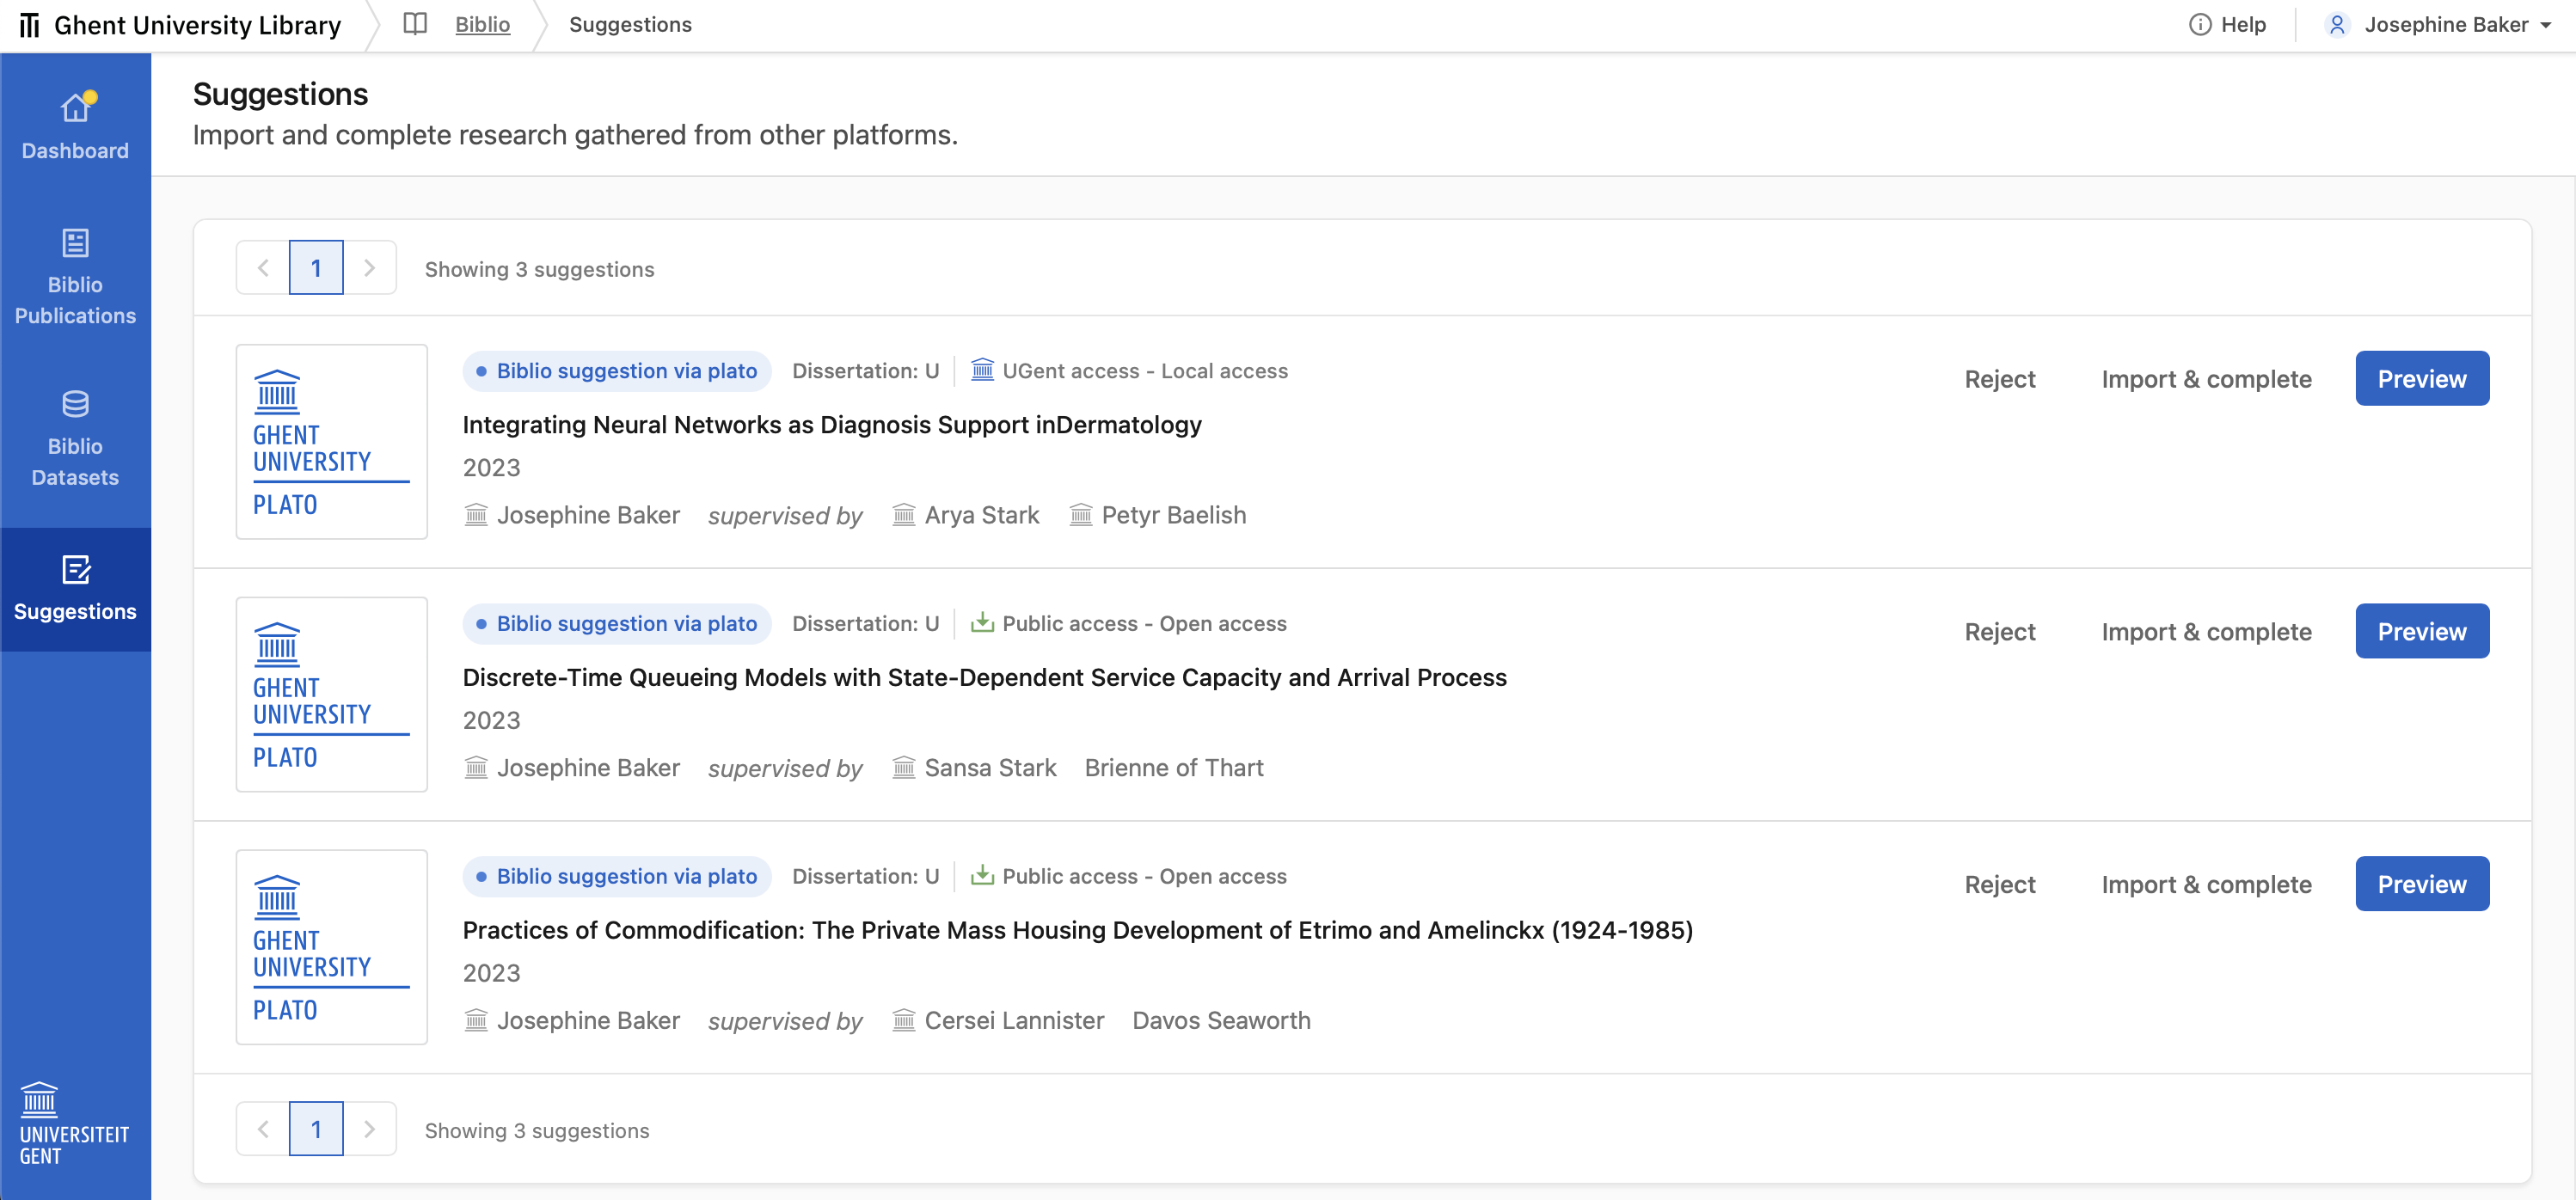 Ghent University Library
Biblio
Suggestions
Help
Josephine Baker
Dashboard
Biblio
Publications
Biblio
Datasets
Suggestions
UNIVERSITEIT
GENT
Suggestions
Import and complete research gathered from other platforms.
1
Showing 3 suggestions
GHENT
UNIVERSITY
PLATO
Biblio suggestion via plato
Dissertation: U
UGent access - Local access
Integrating Neural Networks as Diagnosis Support inDermatology
2023
Josephine Baker supervised by Arya Stark Petyr Baelish
Reject
Import & complete
Preview
GHENT
UNIVERSITY
PLATO
Biblio suggestion via plato
Dissertation: U
Public access - Open access
Discrete-Time Queueing Models with State-Dependent Service Capacity and Arrival Process
2023
Josephine Baker supervised by Sansa Stark Brienne of Thart
Reject
Import & complete
Preview
GHENT
UNIVERSITY
PLATO
Biblio suggestion via plato
Dissertation: U
Public access - Open access
Practices of Commodification: The Private Mass Housing Development of Etrimo and Amelinckx (1924-1985)
2023
Josephine Baker supervised by Cersei Lannister Davos Seaworth
Reject
Import & complete
Preview
1
Showing 3 suggestions